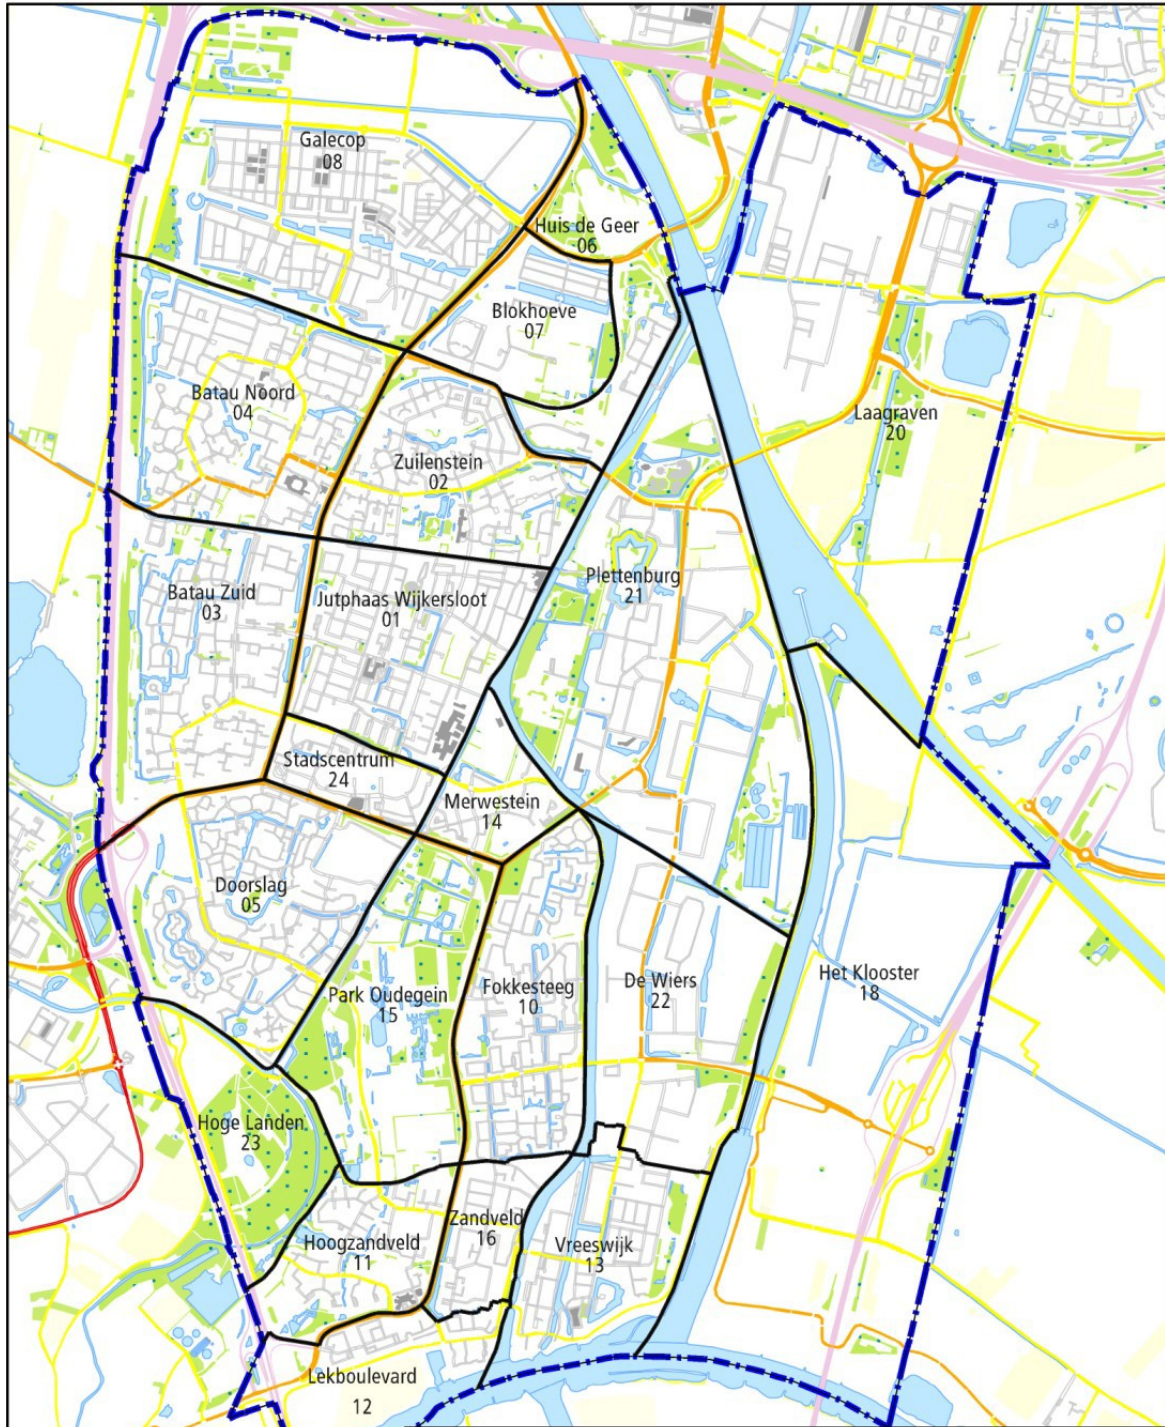 Galecop
08
Huis de Geer
06
Blokhoeve
07
Batau Noord
04
Laagraven
20
Zuilenstein
02
Plettenburg
21
Batau Zuid
03
Jutphaas Wijkersloot
01
Stadscentrum
24
Merwestein
14
Doorslag
05
Park Oudegein
15
Fokkesteeg
10
De Wiers
22
Het Klooster
18
Hoge Landen
23
Hoogzandveld
11
Zandveld
16
Vreeswijk
13
Lekboulevard
12